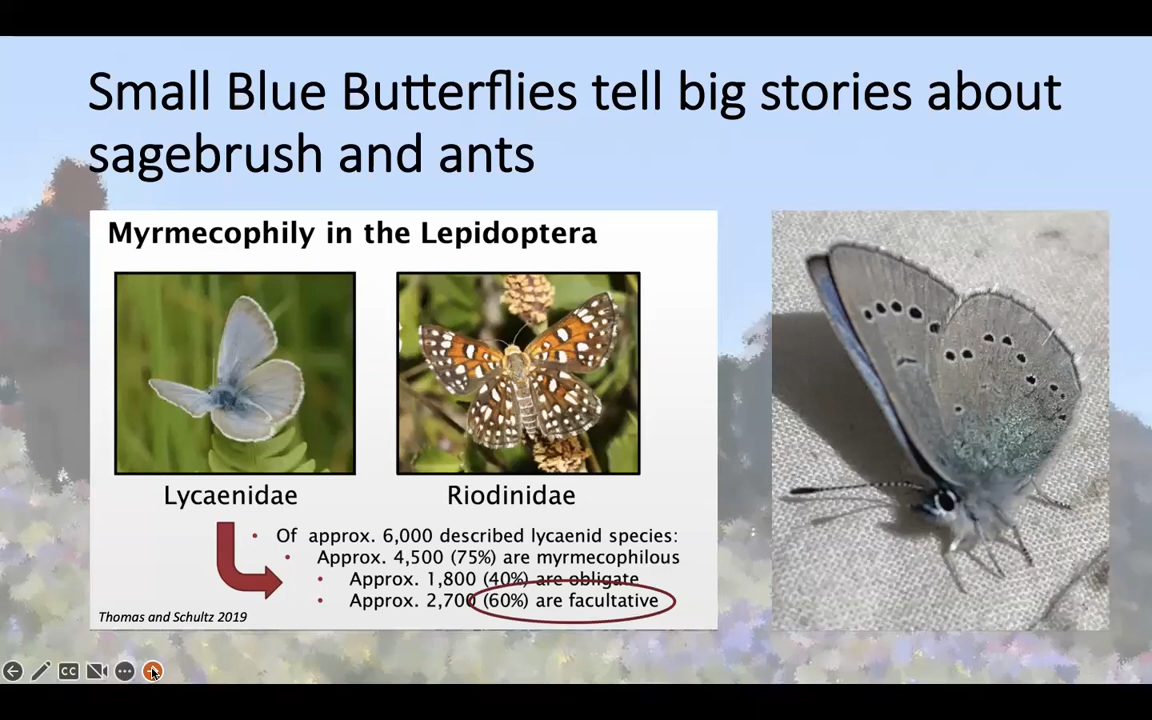 Small Blue Butterflies tell big stories about
sagebrush and ants
Myrmecophily in the Lepidoptera
Lycaenidae
Riodinidae
• Of approx. 6,000 described lycaenid species:
• Approx. 4,500 (75%) are myrmecophilous
• Approx. 1,800 (40%) are obligate
• Approx. 2,700 (60%) are facultative
Thomas and Schultz 2019
CC